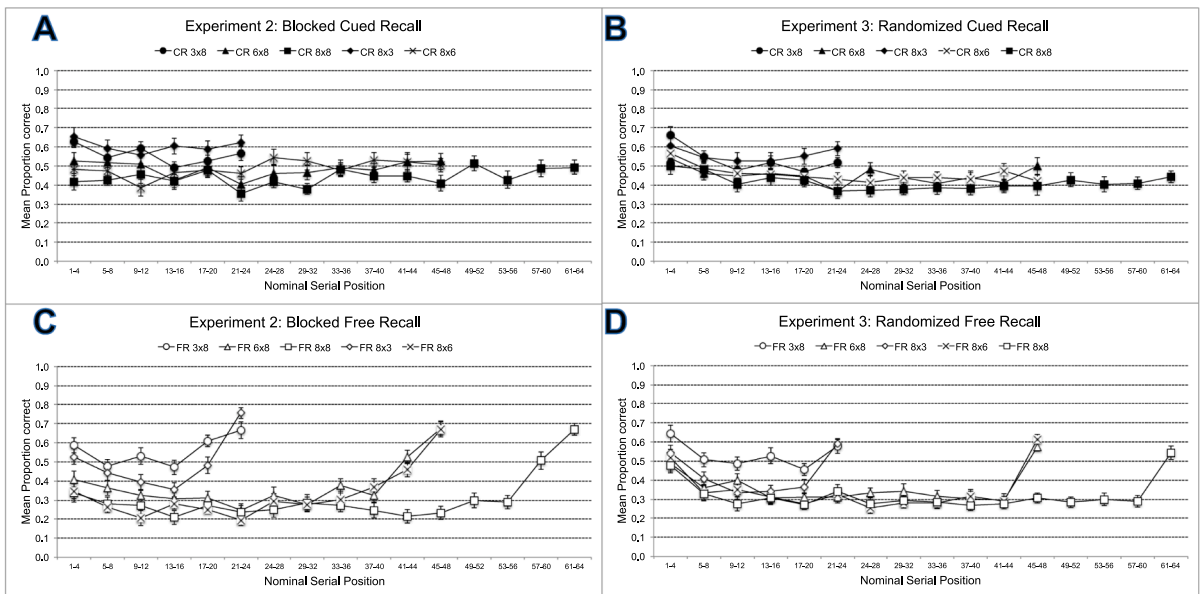 A
Experiment 2: Blocked Cued Recall
CR 3x8 CR 6x8 CR 8x8 CR 8x3 CR 8x6
1.0
0.9
0.8
0.7
0.6
0.5
0.4
0.3
0.2
0.1
0.0
Mean Proportion correct
1–4 5–8 9–12 13–16 17–20 21–24 24–28 29–32 33–36 37–40 41–44 45–48 49–52 53–56 57–60 61–64
Nominal Serial Position
B
Experiment 3: Randomized Cued Recall
CR 3x8 CR 6x8 CR 8x3 CR 8x6 CR 8x8
1.0
0.9
0.8
0.7
0.6
0.5
0.4
0.3
0.2
0.1
0.0
Mean Proportion Correct
1–4 5–8 9–12 13–16 17–20 21–24 24–28 29–32 33–36 37–40 41–44 45–48 49–52 53–56 57–60 61–64
Nominal Serial Position
C
Experiment 2: Blocked Free Recall
FR 3x8 FR 6x8 FR 8x8 FR 8x3 FR 8x6
1.0
0.9
0.8
0.7
0.6
0.5
0.4
0.3
0.2
0.1
0.0
Mean Proportion correct
1–4 5–8 9–12 13–16 17–20 21–24 24–28 29–32 33–36 37–40 41–44 45–48 49–52 53–56 57–60 61–64
Nominal Serial Position
D
Experiment 3: Randomized Free Recall
FR 3x8 FR 6x8 FR 8x3 FR 8x6 FR 8x8
1.0
0.9
0.8
0.7
0.6
0.5
0.4
0.3
0.2
0.1
0.0
Mean Proportion correct
1–4 5–8 9–12 13–16 17–20 21–24 24–28 29–32 33–36 37–40 41–44 45–48 49–52 53–56 57–60 61–64
Nominal Serial Position